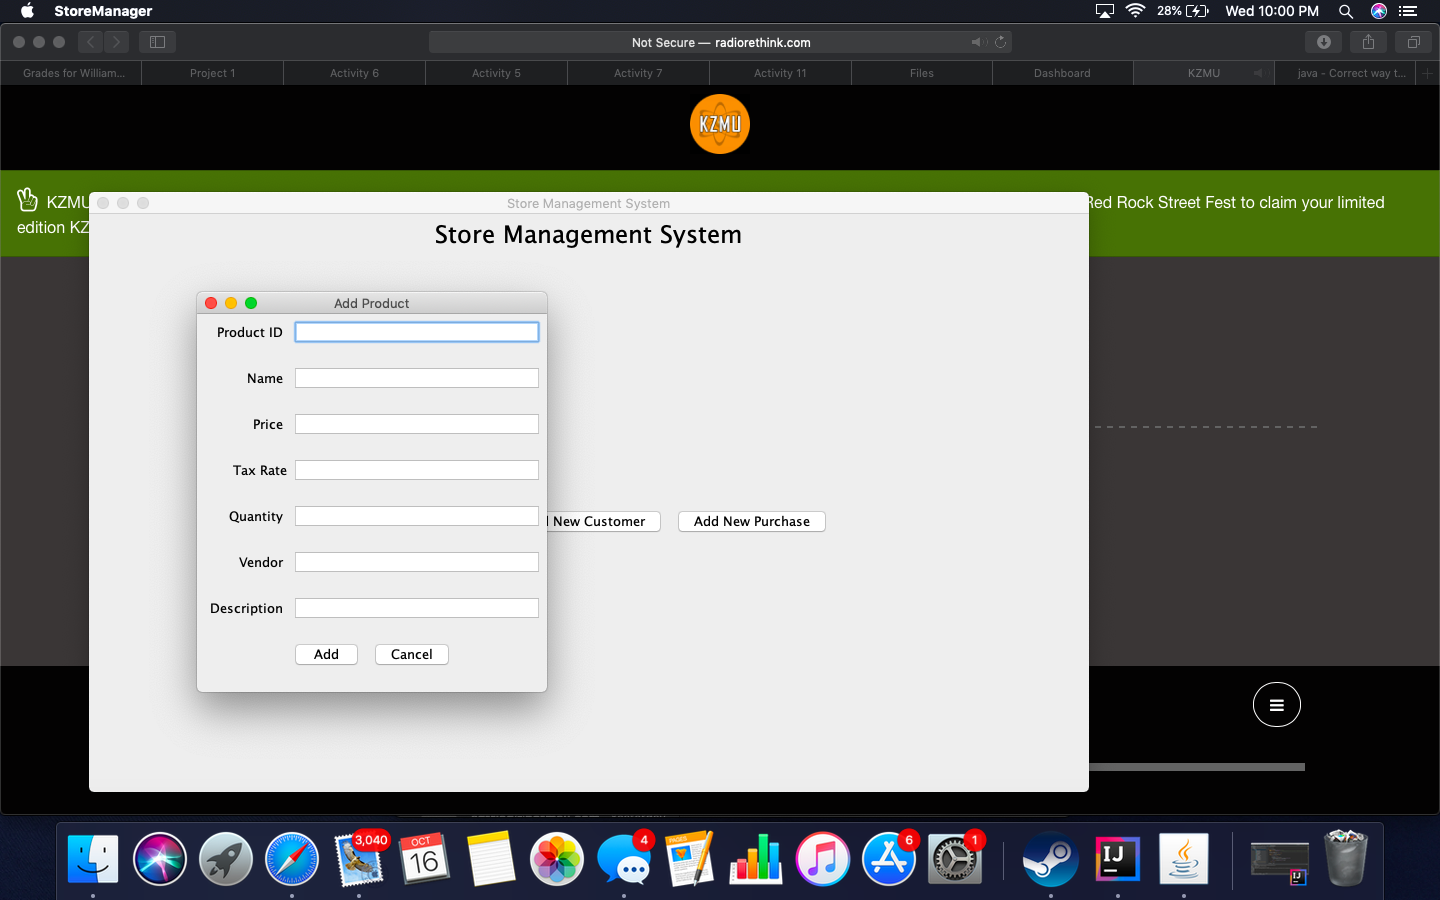 StoreManager
28%
Wed 10:00 PM
Not Secure — radiorethink.com
Grades for William...
Project 1
Activity 6
Activity 5
Activity 7
Activity 11
Files
Dashboard
KZMU
java - Correct way t...
KZMU
KZMU
Red Rock Street Fest to claim your limited
edition KZ
Store Management System
Store Management System
Add Product
Product ID
Name
Price
Tax Rate
Quantity
Vendor
Description
Add
Cancel
New Customer
Add New Purchase
3,040
OCT
16
4
PAGES
6
1
IJ
IJ